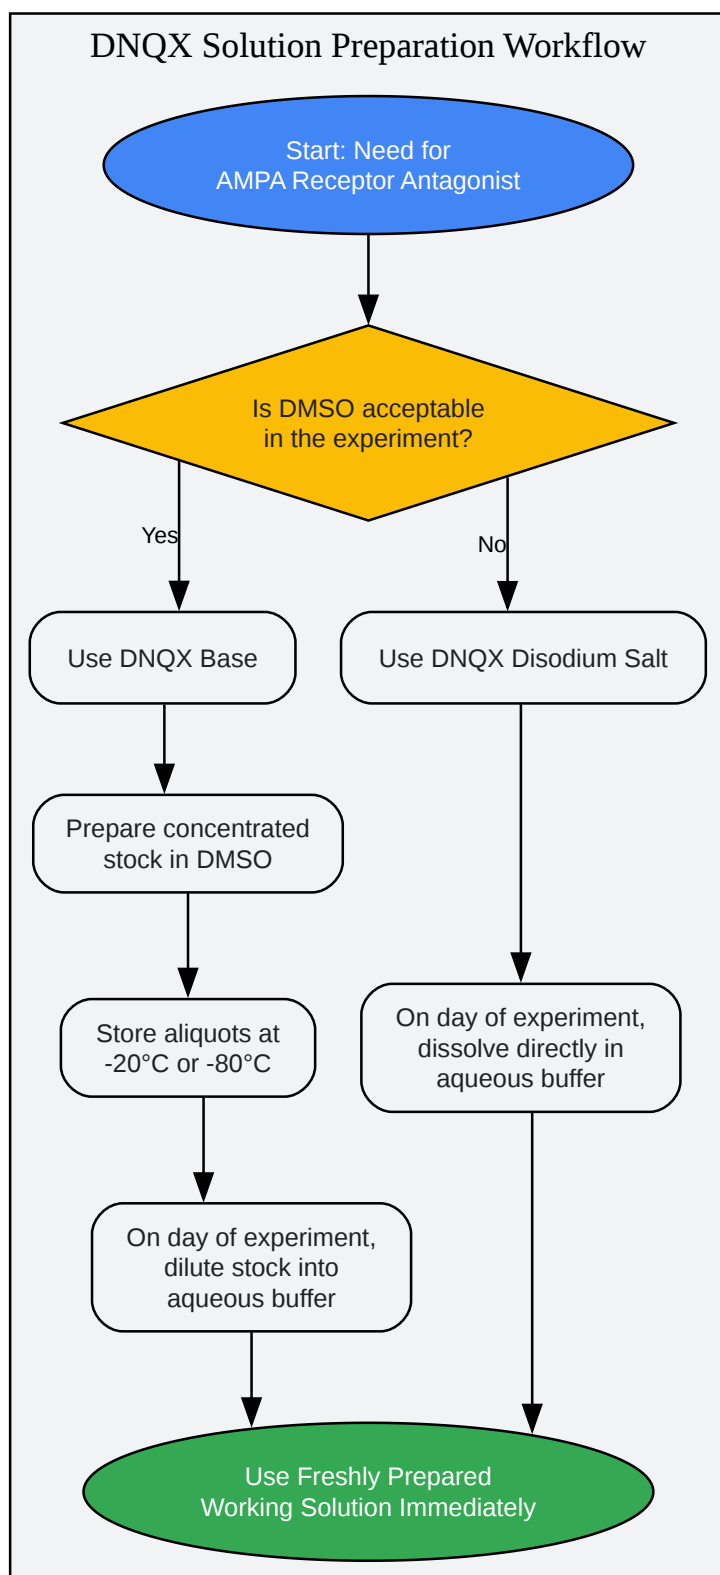 DNQX Solution Preparation Workflow
Start: Need for
AMPA Receptor Antagonist
Is DMSO acceptable
in the experiment?
Yes
No
Use DNQX Base
Use DNQX Disodium Salt
Prepare concentrated
stock in DMSO
Store aliquots at
-20°C or -80°C
On day of experiment,
dissolve directly in
aqueous buffer
On day of experiment,
dilute stock into
aqueous buffer
Use Freshly Prepared
Working Solution Immediately